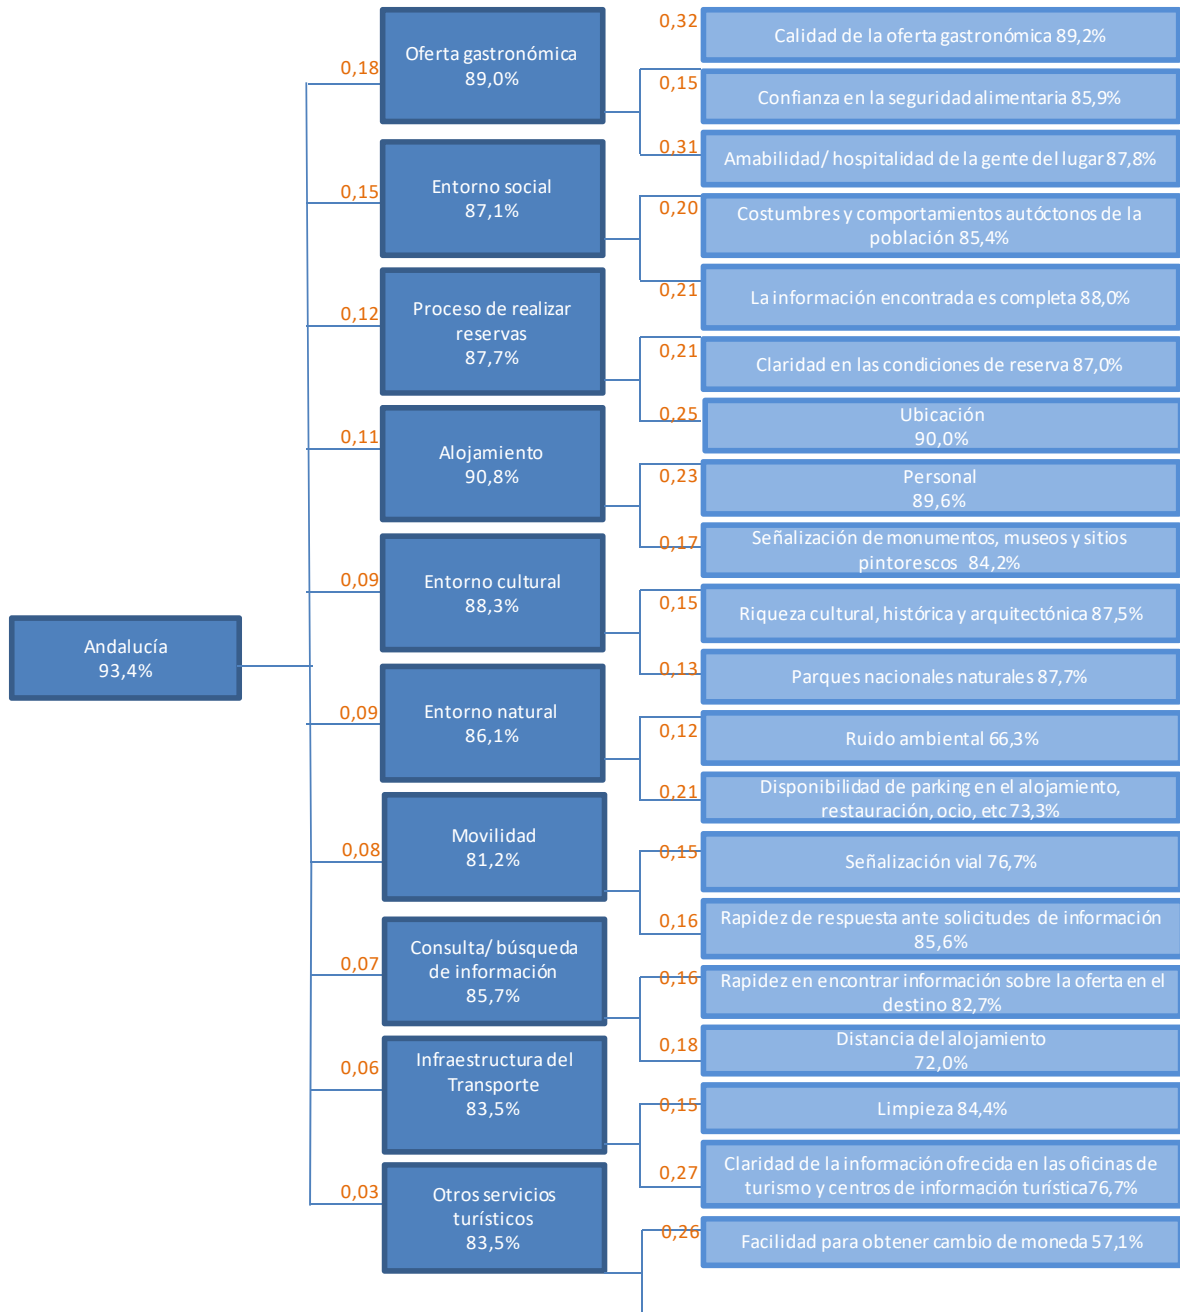 Andalucía
93,4%
0,18
Oferta gastronómica
89,0%
0,15
Entorno social
87,1%
0,12
Proceso de realizar
reservas
87,7%
0,11
Alojamiento
90,8%
0,09
Entorno cultural
88,3%
0,09
Entorno natural
86,1%
0,08
Movilidad
81,2%
0,07
Consulta/ búsqueda
de información
85,7%
0,06
Infraestructura del
Transporte
83,5%
0,03
Otros servicios
turísticos
83,5%
0,32
Calidad de la oferta gastronómica 89,2%
0,15
Confianza en la seguridad alimentaria 85,9%
0,31
Amabilidad/ hospitalidad de la gente del lugar 87,8%
0,20
Costumbres y comportamientos autóctonos de la
población 85,4%
0,21
La información encontrada es completa 88,0%
0,21
Claridad en las condiciones de reserva 87,0%
0,25
Ubicación
90,0%
0,23
Personal
89,6%
0,17
Señalización de monumentos, museos y sitios
pintorescos 84,2%
0,15
Riqueza cultural, histórica y arquitectónica 87,5%
0,13
Parques nacionales naturales 87,7%
0,12
Ruido ambiental 66,3%
0,21
Disponibilidad de parking en el alojamiento,
restauración, ocio, etc 73,3%
0,15
Señalización vial 76,7%
0,16
Rapidez de respuesta ante solicitudes de información
85,6%
0,16
Rapidez en encontrar información sobre la oferta en el
destino 82,7%
0,18
Distancia del alojamiento
72,0%
0,15
Limpieza 84,4%
0,27
Claridad de la información ofrecida en las oficinas de
turismo y centros de información turística76,7%
0,26
Facilidad para obtener cambio de moneda 57,1%